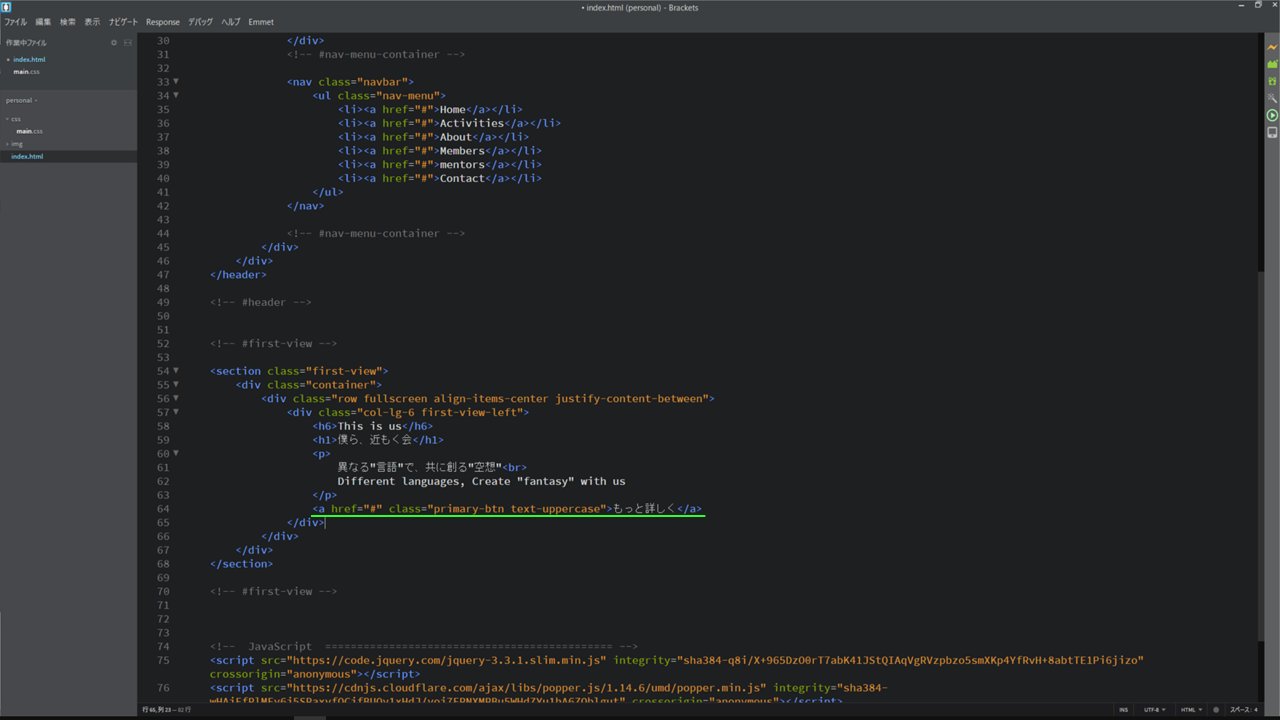 • index.html (personal) - Brackets
ファイル 編集 検索 表示 ナビゲート Response デバッグ ヘルプ Emmet
作業中ファイル
• index.html
main.css
personal
css
main.css
img
index.html
30 </div>
31 <!-- #nav-menu-container -->
32
33 <nav class="navbar">
34 <ul class="nav-menu">
35 <li><a href="#">Home</a></li>
36 <li><a href="#">Activities</a></li>
37 <li><a href="#">About</a></li>
38 <li><a href="#">Members</a></li>
39 <li><a href="#">mentors</a></li>
40 <li><a href="#">Contact</a></li>
41 </ul>
42 </nav>
43
44 <!-- #nav-menu-container -->
45 </div>
46 </div>
47 </header>
48
49 <!-- #header -->
50
51
52 <!-- #first-view -->
53
54 <section class="first-view">
55 <div class="container">
56 <div class="row fullscreen align-items-center justify-content-between">
57 <div class="col-lg-6 first-view-left">
58 <h6>This is us</h6>
59 <h1>僕ら、近もく会</h1>
60 <p>
61 異なる"言語"で、共に創る"空想"<br>
62 Different languages, Create "fantasy" with us
63 </p>
64 <a href="#" class="primary-btn text-uppercase">もっと詳しく</a>
65 </div>
66 </div>
67 </div>
68 </section>
69
70 <!-- #first-view -->
71
72
73
74 <!-- JavaScript ============================================= -->
75 <script src="https://code.jquery.com/jquery-3.3.1.slim.min.js" integrity="sha384-q8i/X+965DzO0rT7abK41JStQIAqVgRVzpbzo5smXKp4YfRvH+8abtTE1Pi6jizo"
crossorigin="anonymous"></script>
76 <script src="https://cdnjs.cloudflare.com/ajax/libs/popper.js/1.14.6/umd/popper.min.js" integrity="sha384-
crossorigin="anonymous"></script>
行 65, 列 23 — 82 行 INS UTF-8 HTML スペース: 4